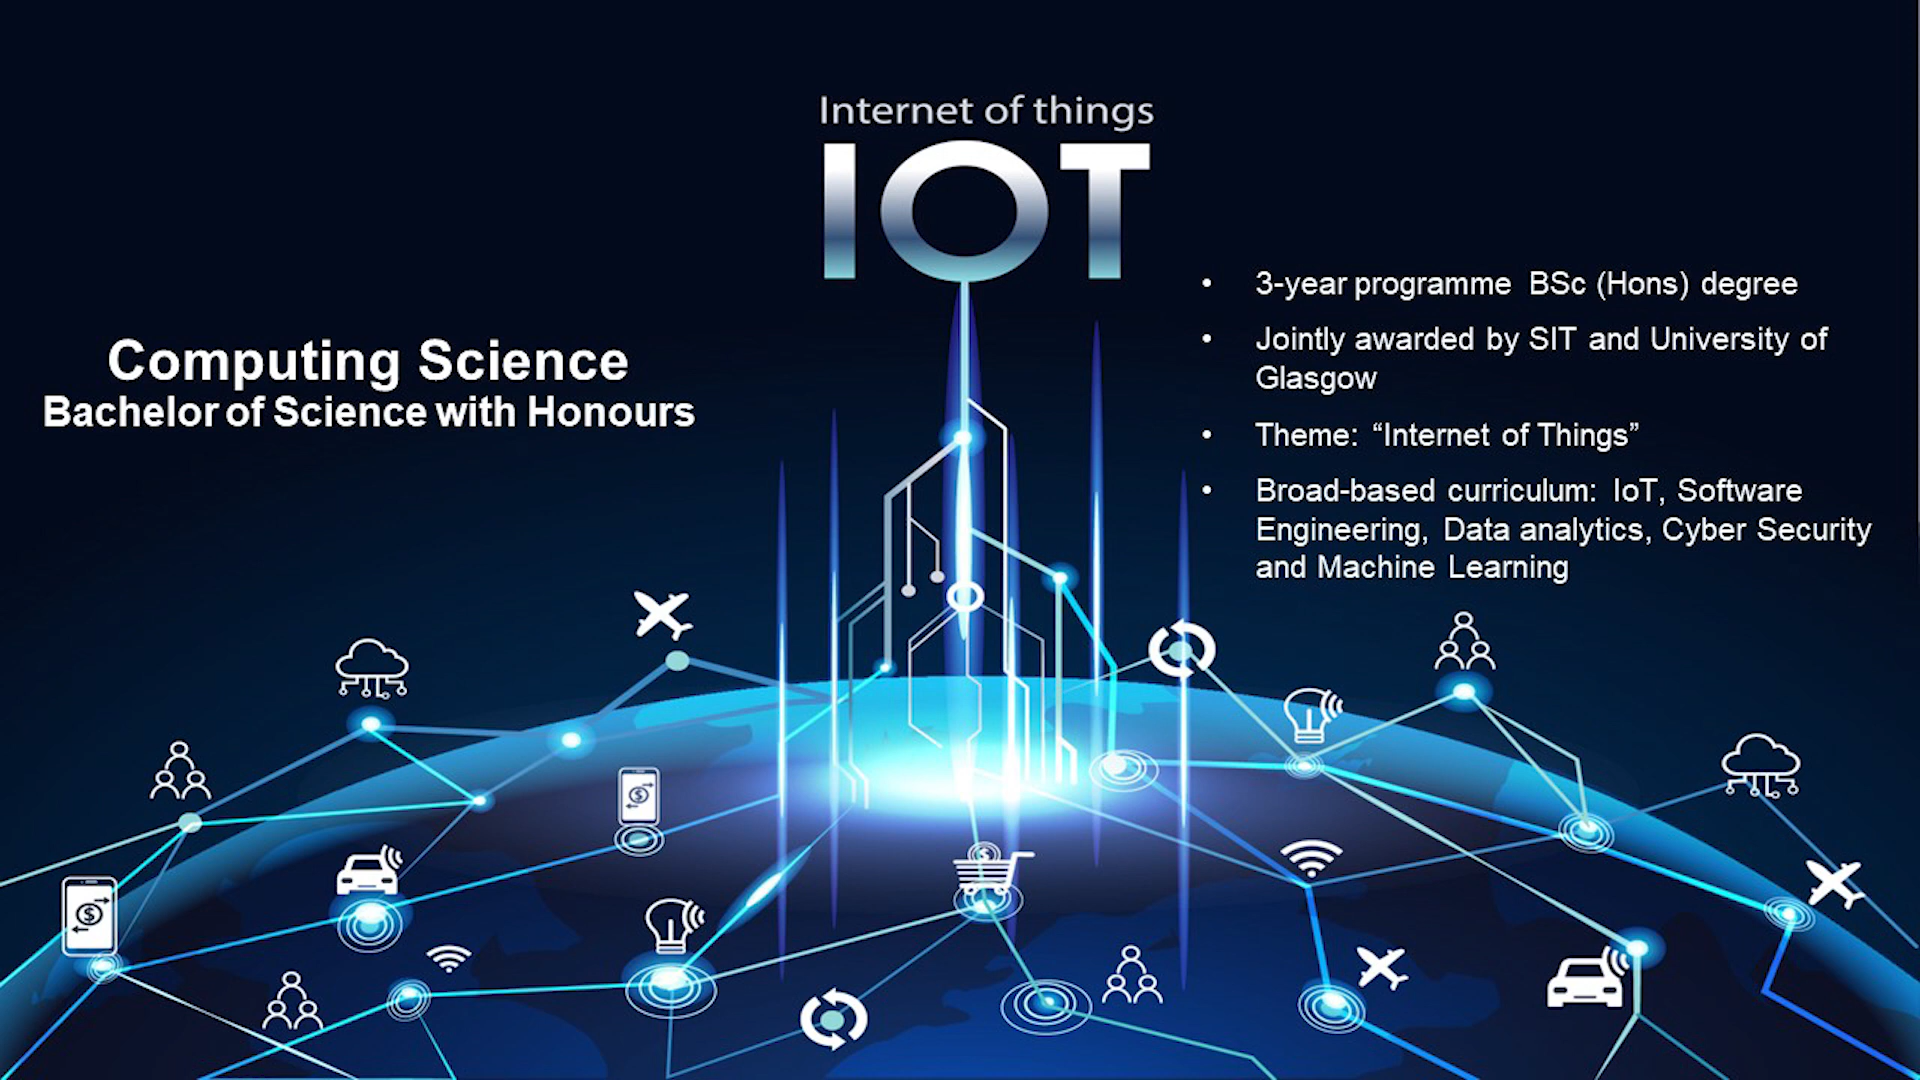 Internet of things
IOT
Computing Science
Bachelor of Science with Honours
• 3-year programme BSc (Hons) degree
• Jointly awarded by SIT and University of
Glasgow
• Theme: “Internet of Things”
• Broad-based curriculum: IoT, Software
Engineering, Data analytics, Cyber Security
and Machine Learning
$
$
$